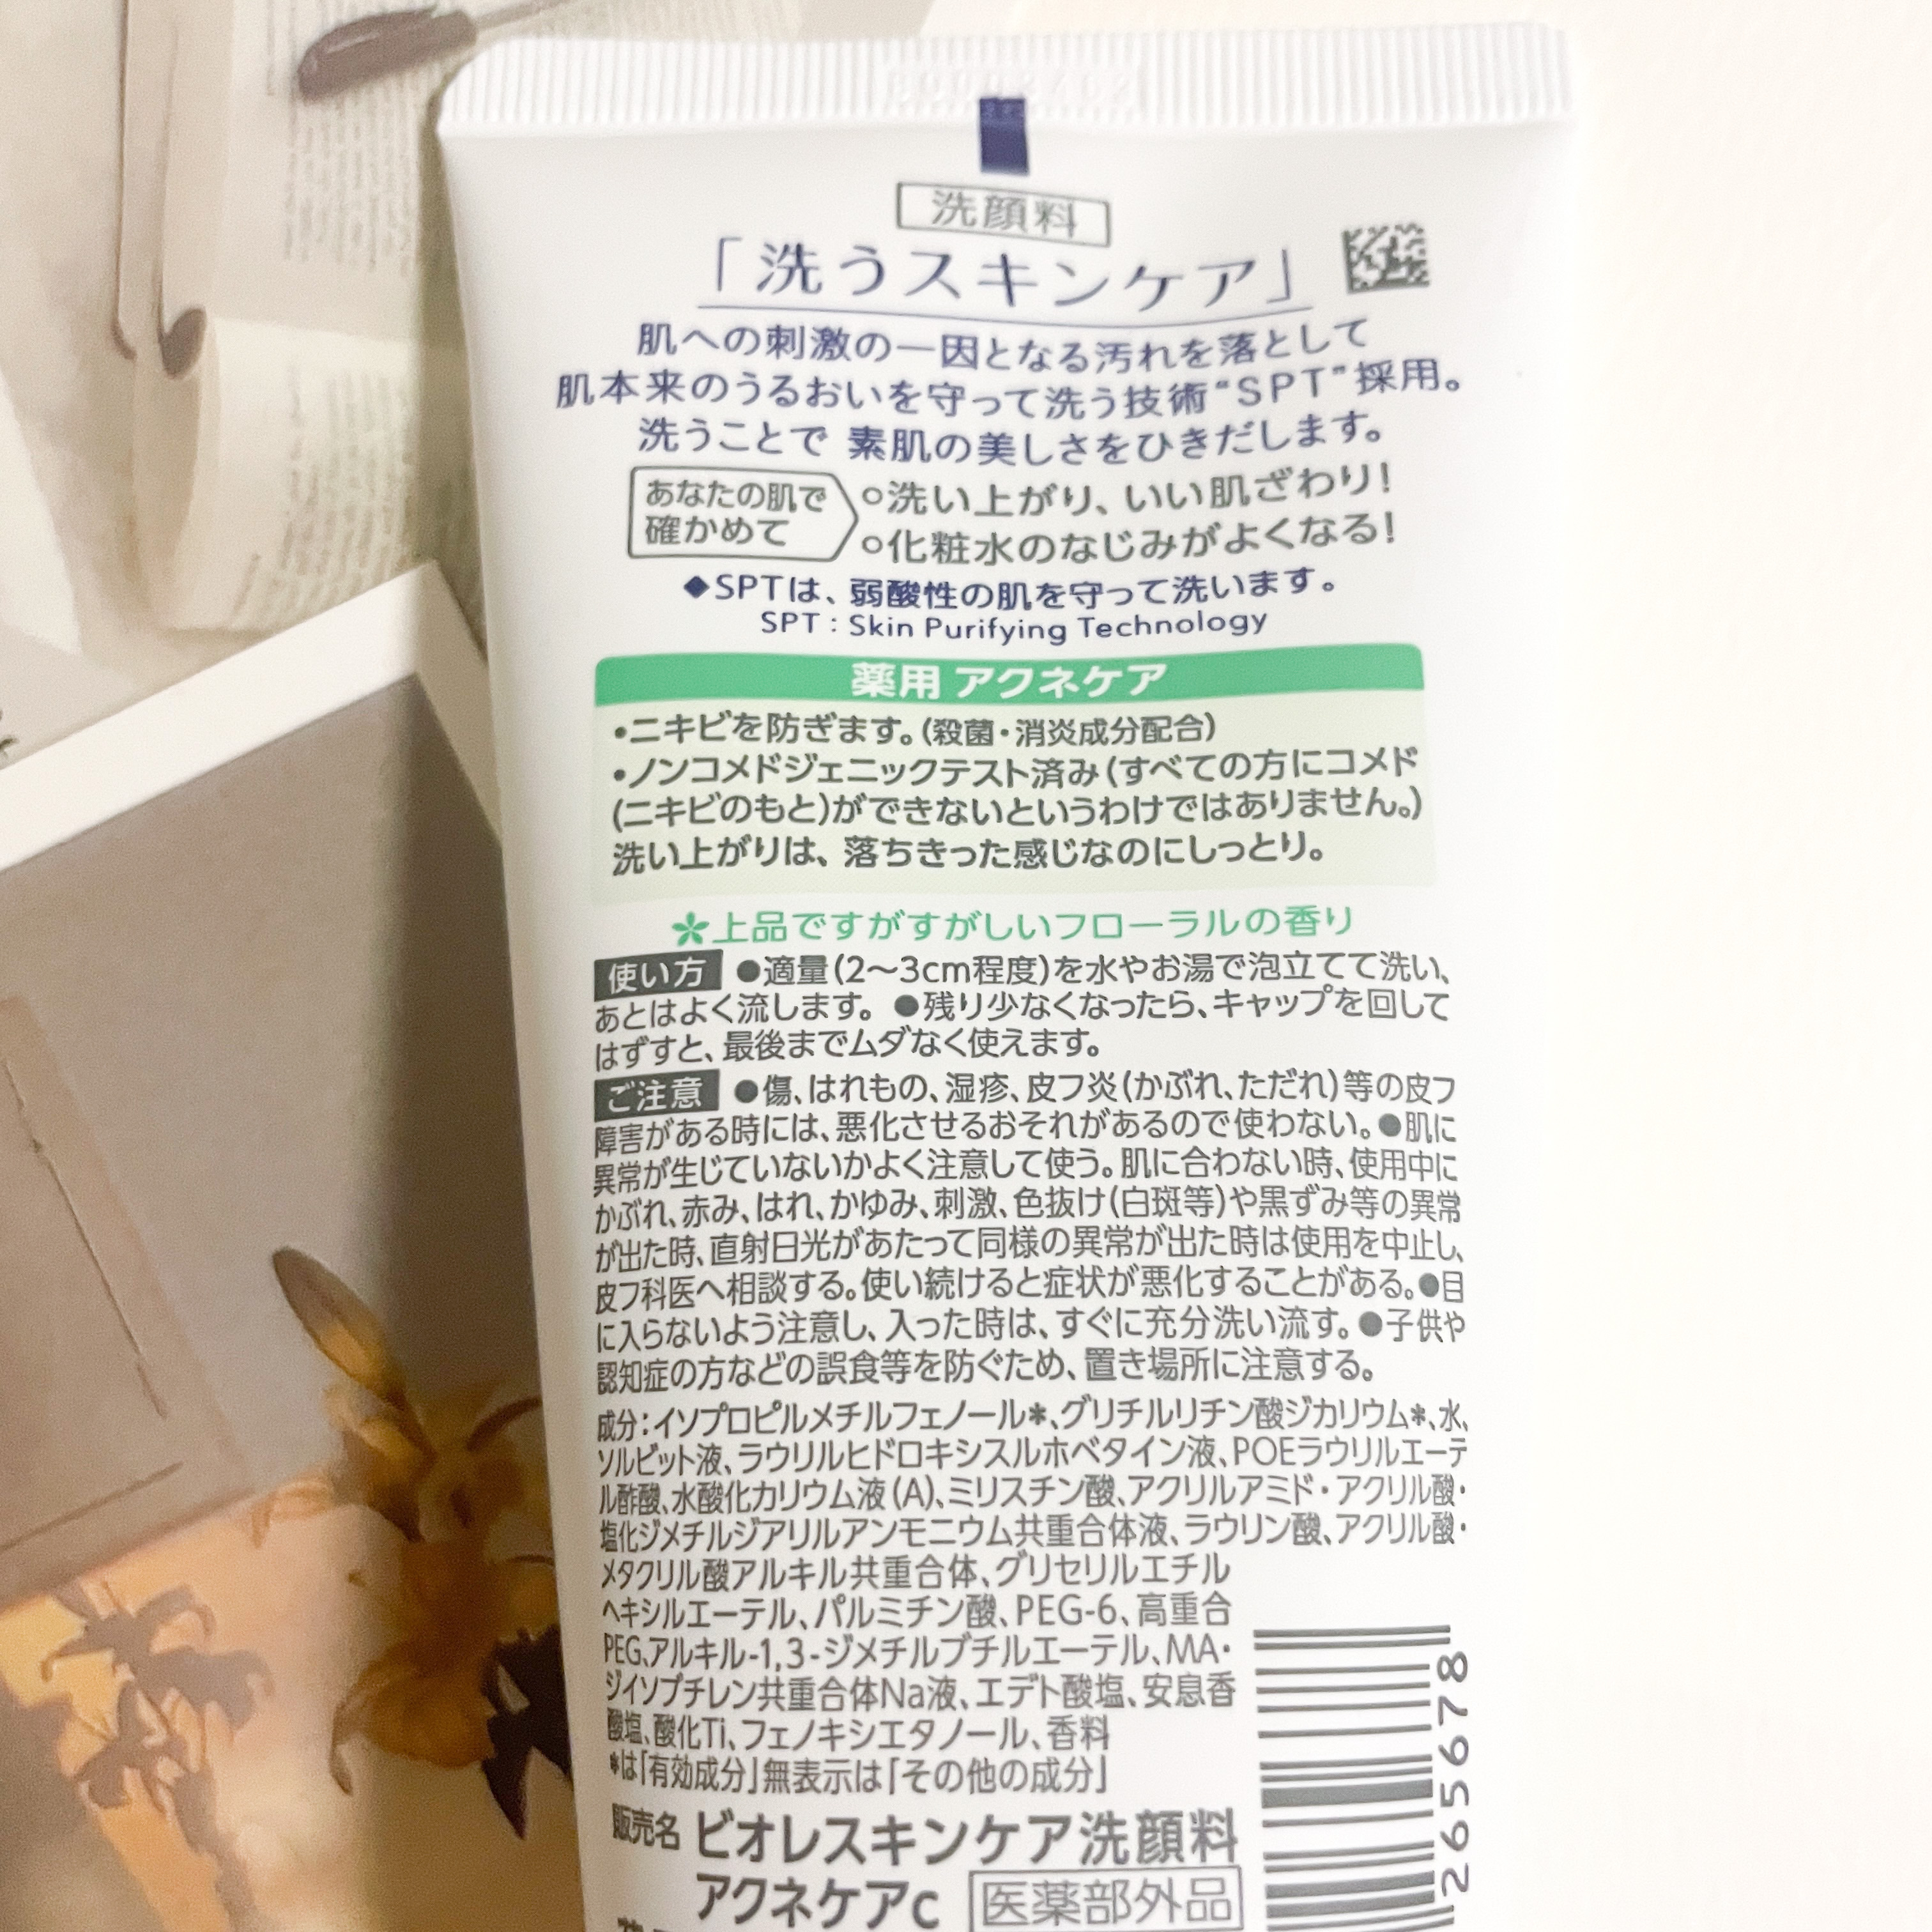 洗顔料
「洗うスキンケア」
肌への刺激の一因となる汚れを落として
肌本来のうるおいを守って洗う技術“SPT”採用。
洗うことで 素肌の美しさをひきだします。
あなたの肌で
確かめて
○洗い上がり、いい肌ざわり!
○化粧水のなじみがよくなる!
◆SPTは、弱酸性の肌を守って洗います。
SPT : Skin Purifying Technology
薬用 アクネケア
•ニキビを防ぎます。(殺菌・消炎成分配合)
•ノンコメドジェニックテスト済み(すべての方にコメド
(ニキビのもと)ができないというわけではありません。)
洗い上がりは、落ちきった感じなのにしっとり。
上品ですがすがしいフローラルの香り
使い方 ●適量(2〜3cm程度)を水やお湯で泡立てて洗い、
あとはよく流します。 ●残り少なくなったら、キャップを回して
はずすと、最後までムダなく使えます。
ご注意 ●傷、はれもの、湿疹、皮フ炎(かぶれ、ただれ)等の皮フ
障害がある時には、悪化させるおそれがあるので使わない。●肌に
異常が生じていないかよく注意して使う。肌に合わない時、使用中に
かぶれ、赤み、はれ、かゆみ、刺激、色抜け(白斑等)や黒ずみ等の異常
が出た時、直射日光があたって同様の異常が出た時は使用を中止し、
皮フ科医へ相談する。使い続けると症状が悪化することがある。●目
に入らないよう注意し、入った時は、すぐに充分洗い流す。●子供や
認知症の方などの誤食等を防ぐため、置き場所に注意する。
成分:イソプロピルメチルフェノール＊、グリチルリチン酸ジカリウム＊、水、
ソルビット液、ラウリルヒドロキシスルホベタイン液、POEラウリルエーテ
ル酢酸、水酸化カリウム液(A)、ミリスチン酸、アクリルアミド・アクリル酸・
塩化ジメチルジアリルアンモニウム共重合体液、ラウリン酸、アクリル酸・
メタクリル酸アルキル共重合体、グリセリルエチル
ヘキシルエーテル、パルミチン酸、PEG-6、高重合
PEG、アルキル-1,3-ジメチルブチルエーテル、MA・
ジイソブチレン共重合体Na液、エデト酸塩、安息香
酸塩、酸化Ti、フェノキシエタノール、香料
＊は「有効成分」無表示は「その他の成分」
販売名 ビオレスキンケア洗顔料
アクネケアc 医薬部外品
265678